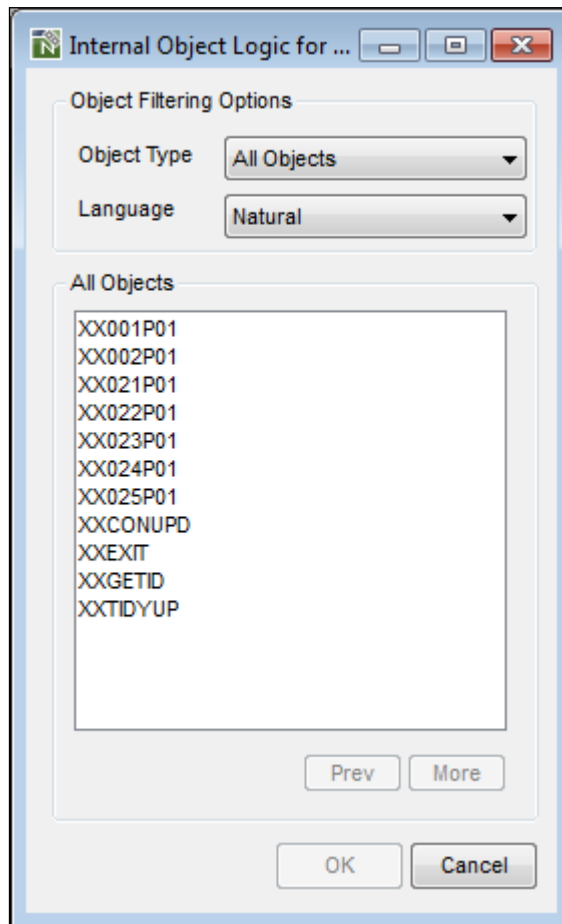 Internal Object Logic for ...
Object Filtering Options
Object Type All Objects
Language Natural
All Objects
XX001P01
XX002P01
XX021P01
XX022P01
XX023P01
XX024P01
XX025P01
XXCONUPD
XXEXIT
XXGETID
XXTIDYUP
Prev More
OK Cancel